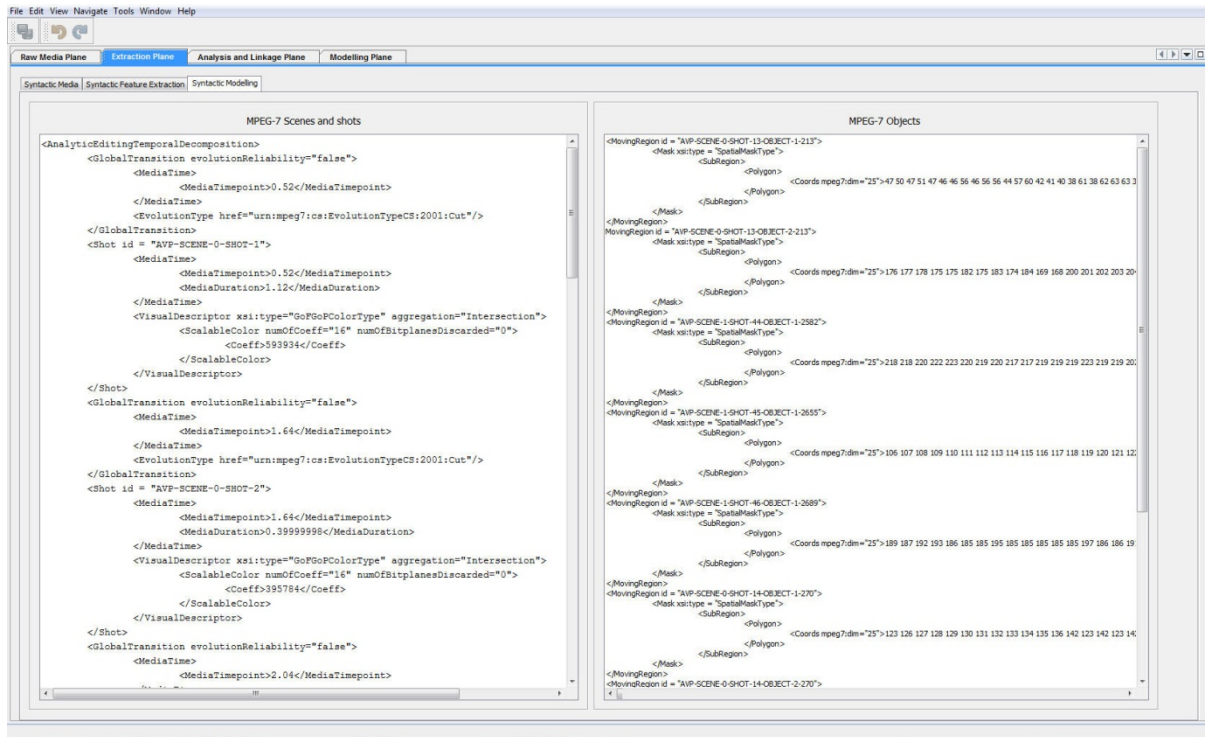 File Edit View Navigate Tools Window Help
Raw Media Plane Extraction Plane Analysis and Linkage Plane Modelling Plane
Syntactic Media Syntactic Feature Extraction Syntactic Modelling
MPEG-7 Scenes and shots
<AnalyticEditingTemporalDecomposition>
<GlobalTransition evolutionReliability="false">
<MediaTime>
<MediaTimepoint>0.52</MediaTimepoint>
</MediaTime>
<EvolutionType href="urn:mpeg7:cs:EvolutionTypeCS:2001:Cut"/>
</GlobalTransition>
<Shot id = "AVP-SCENE-0-SHOT-1">
<MediaTime>
<MediaTimepoint>0.52</MediaTimepoint>
<MediaDuration>1.12</MediaDuration>
</MediaTime>
<VisualDescriptor xsi:type="GoFGoPColorType" aggregation="Intersection">
<ScalableColor numOfCoeff="16" numOfBitplanesDiscarded="0">
<Coeff>593934</Coeff>
</ScalableColor>
</VisualDescriptor>
</Shot>
<GlobalTransition evolutionReliability="false">
<MediaTime>
<MediaTimepoint>1.64</MediaTimepoint>
</MediaTime>
<EvolutionType href="urn:mpeg7:cs:EvolutionTypeCS:2001:Cut"/>
</GlobalTransition>
<Shot id = "AVP-SCENE-0-SHOT-2">
<MediaTime>
<MediaTimepoint>1.64</MediaTimepoint>
<MediaDuration>0.39999998</MediaDuration>
</MediaTime>
<VisualDescriptor xsi:type="GoFGoPColorType" aggregation="Intersection">
<ScalableColor numOfCoeff="16" numOfBitplanesDiscarded="0">
<Coeff>395784</Coeff>
</ScalableColor>
</VisualDescriptor>
</Shot>
<GlobalTransition evolutionReliability="false">
<MediaTime>
<MediaTimepoint>2.04</MediaTimepoint>
MPEG-7 Objects
<MovingRegion id = "AVP-SCENE-0-SHOT-13-OBJECT-1-213">
<Mask xsi:type = "SpatialMaskType">
<SubRegion>
<Polygon>
<Coords mpeg7:dim="25">47 50 47 51 47 46 46 56 46 56 56 44 57 60 42 41 40 38 61 38 62 63 63 3
</Polygon>
</SubRegion>
</Mask>
</MovingRegion>
MovingRegion id = "AVP-SCENE-0-SHOT-13-OBJECT-2-213">
<Mask xsi:type = "SpatialMaskType">
<SubRegion>
<Polygon>
<Coords mpeg7:dim="25">176 177 178 175 175 182 175 183 174 184 169 168 200 201 202 203
</Polygon>
</SubRegion>
</Mask>
</MovingRegion>
<MovingRegion id = "AVP-SCENE-1-SHOT-44-OBJECT-1-2582">
<Mask xsi:type = "SpatialMaskType">
<SubRegion>
<Polygon>
<Coords mpeg7:dim="25">218 218 220 222 223 220 219 220 217 217 219 219 219 223 219 219
</Polygon>
</SubRegion>
</Mask>
</MovingRegion>
<MovingRegion id = "AVP-SCENE-1-SHOT-45-OBJECT-1-2655">
<Mask xsi:type = "SpatialMaskType">
<SubRegion>
<Polygon>
<Coords mpeg7:dim="25">106 107 108 109 110 111 112 113 114 115 116 117 118 119 120 121
</Polygon>
</SubRegion>
</Mask>
</MovingRegion>
<MovingRegion id = "AVP-SCENE-1-SHOT-46-OBJECT-1-2689">
<Mask xsi:type = "SpatialMaskType">
<SubRegion>
<Polygon>
<Coords mpeg7:dim="25">189 187 192 193 186 185 185 195 185 185 185 185 185 197 186 186
</Polygon>
</SubRegion>
</Mask>
</MovingRegion>
<MovingRegion id = "AVP-SCENE-0-SHOT-14-OBJECT-1-270">
<Mask xsi:type = "SpatialMaskType">
<SubRegion>
<Polygon>
<Coords mpeg7:dim="25">123 126 127 128 129 130 131 132 133 134 135 136 142 123 142 123
</Polygon>
</SubRegion>
</Mask>
</MovingRegion>
<MovingRegion id = "AVP-SCENE-0-SHOT-14-OBJECT-2-270">